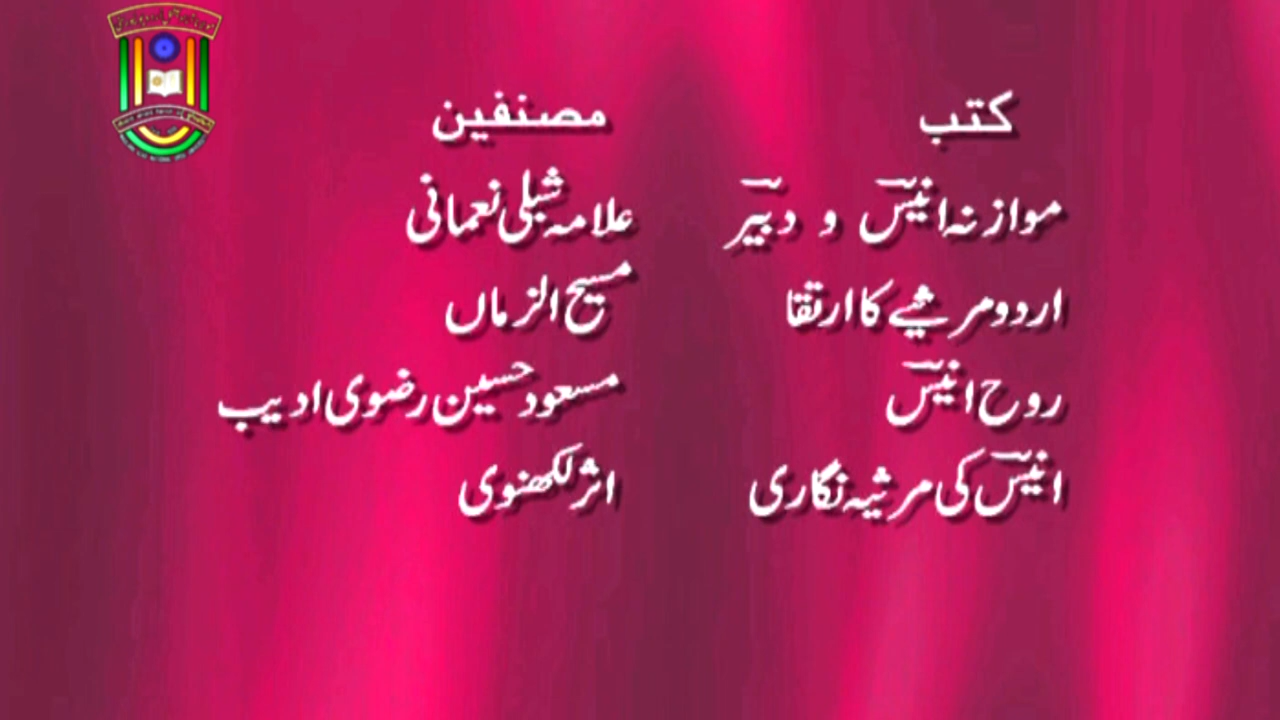 کتب مصنفین
موازنہ انیسؔ و دبیرؔ علامہ شبلی نعمانی
اردو مرثیے کا ارتقا مسیح الزماں
روح انیسؔ مسعود حسین رضوی ادیب
انیسؔ کی مرثیہ نگاری اثر لکھنوی